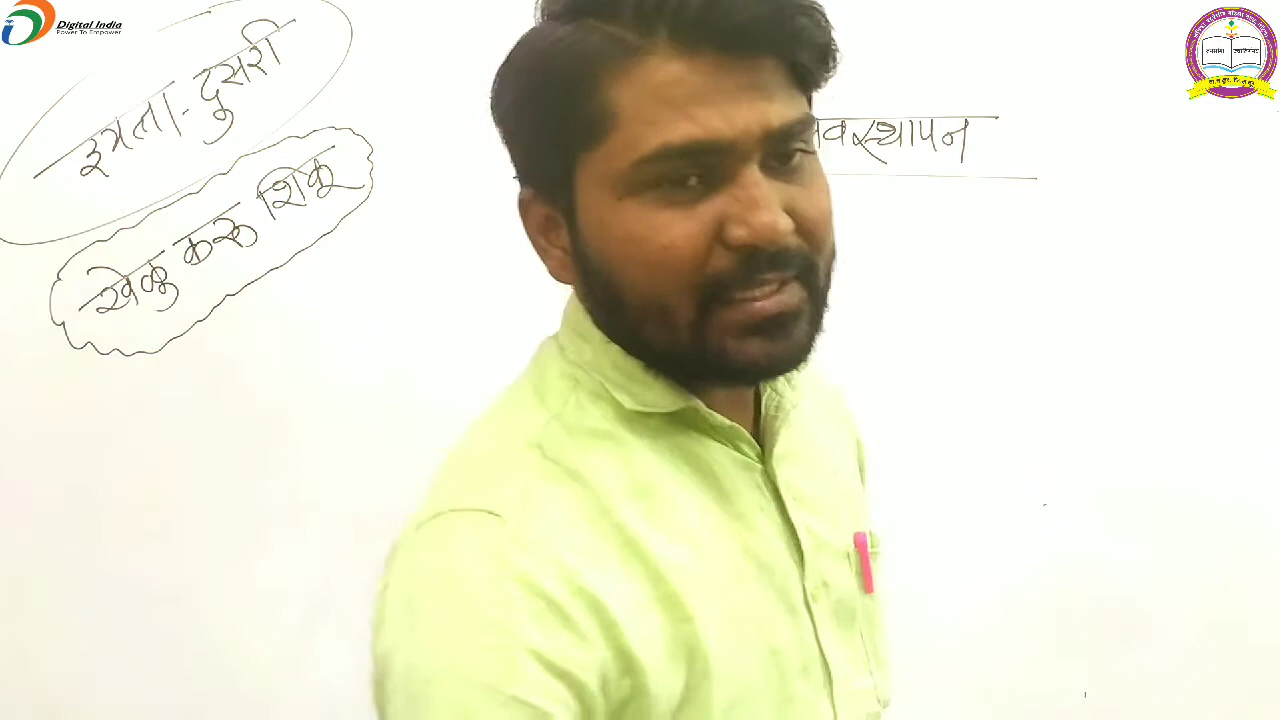 Digital India
Power To Empower
इयत्ता - दुसरी
खेळू करू शिकू
वस्थापन